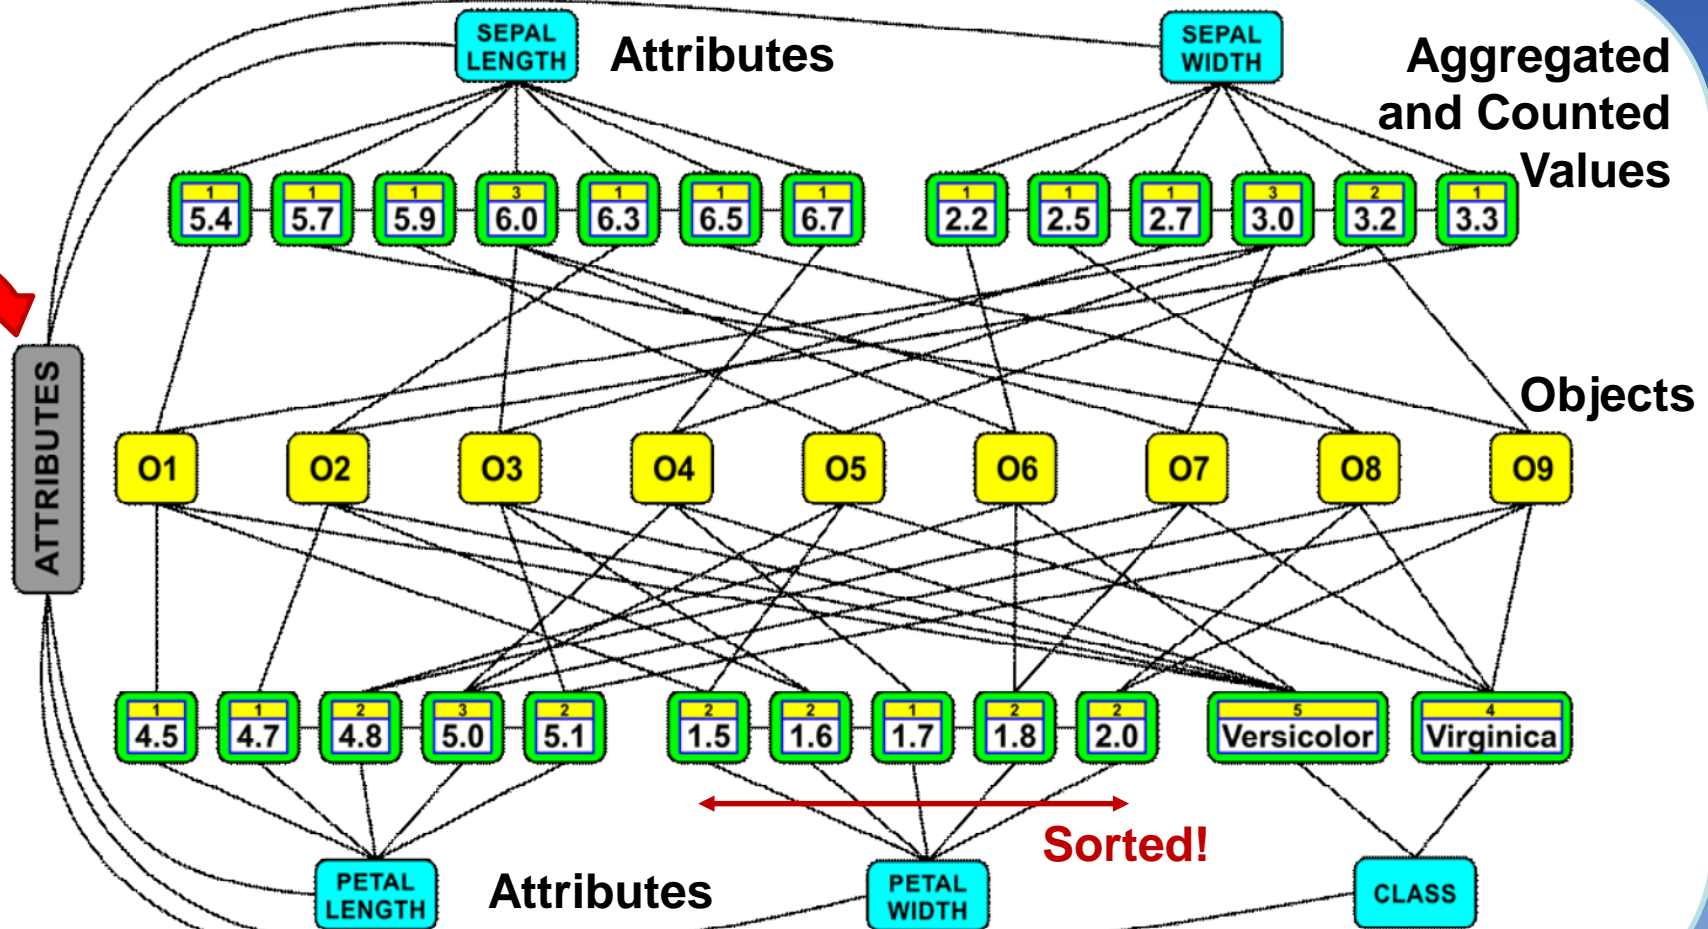 SEPAL
LENGTH
Attributes
SEPAL
WIDTH
Aggregated
and Counted
Values
1 1 1 3 1 1 1
5.4 5.7 5.9 6.0 6.3 6.5 6.7
1 1 1 3 2 1
2.2 2.5 2.7 3.0 3.2 3.3
ATTRIBUTES
Objects
O1 O2 O3 O4 O5 O6 O7 O8 O9
1 1 2 3 2
4.5 4.7 4.8 5.0 5.1
2 2 1 2 2
1.5 1.6 1.7 1.8 2.0
5 4
Versicolor Virginica
Sorted!
PETAL
LENGTH
Attributes
PETAL
WIDTH
CLASS